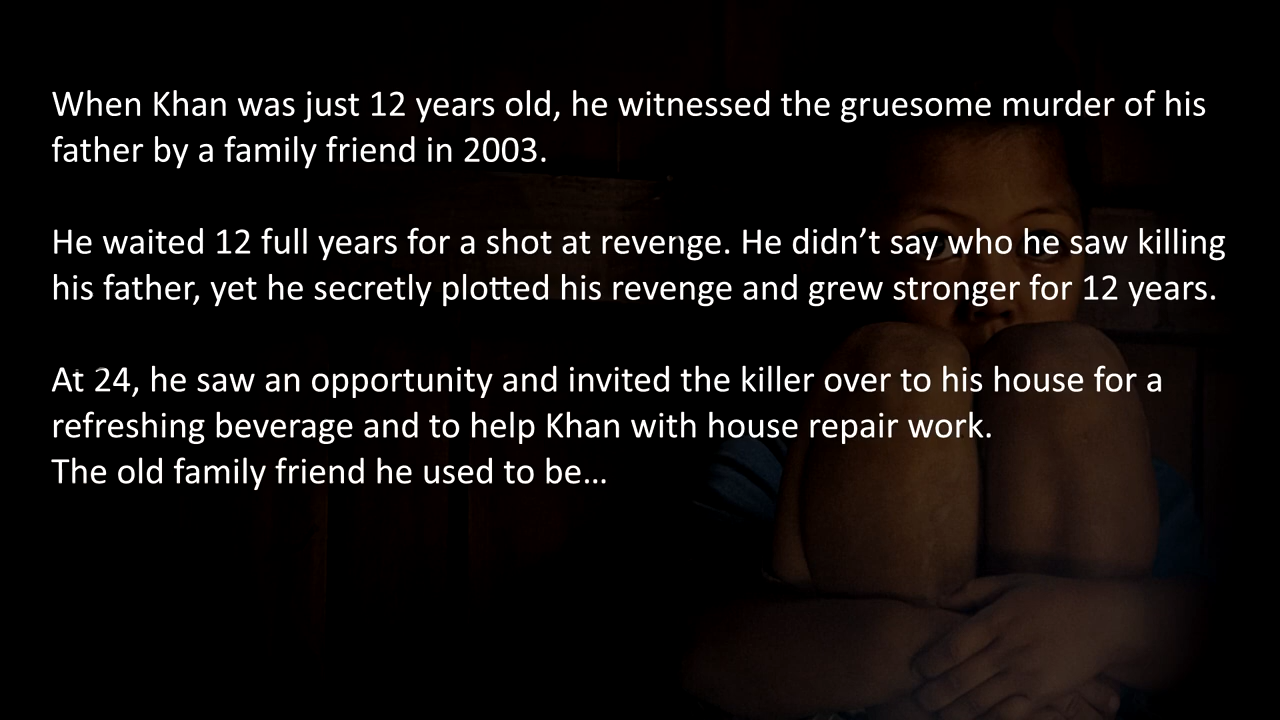 When Khan was just 12 years old, he witnessed the gruesome murder of his
father by a family friend in 2003.
He waited 12 full years for a shot at revenge. He didn’t say who he saw killing
his father, yet he secretly plotted his revenge and grew stronger for 12 years.
At 24, he saw an opportunity and invited the killer over to his house for a
refreshing beverage and to help Khan with house repair work.
The old family friend he used to be…